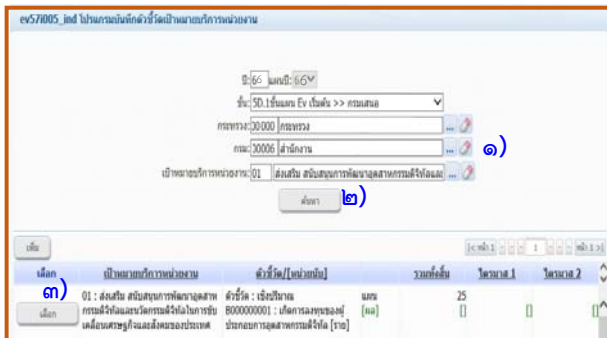 ev57i005_ind โปรแกรมบันทึกตัวชี้วัดเป้าหมายบริการหน่วยงาน
ปี: 66 แผนปี: 66
ชั้น: 5D.1ชั้นแผน Ev เริ่มต้น >> กรมเสนอ
กระทรวง: 00000 กระทรวง ...
กรม: 00006 สำนักงาน ... ๑)
เป้าหมายบริการหน่วยงาน: 01 ส่งเสริม สนับสนุนการพัฒนาอุตสาหกรรมดิจิทัลและ ...
ค้นหา ๒)
เพิ่ม |< หน้า 1 1 หน้า 1 >|
เลือก เป้าหมายบริการหน่วยงาน ตัวชี้วัด/[หน่วยนับ] รวมทั้งสิ้น ไตรมาส 1 ไตรมาส 2
๓) 01 : ส่งเสริม สนับสนุนการพัฒนาอุตสาห ตัวชี้วัด : เชิงปริมาณ แผน 25
เลือก กรรมดิจิทัลและนวัตกรรมดิจิทัลในการขับ B000000001 : เกิดการลงทุนของผู้ [ผล] [] [] []
เคลื่อนเศรษฐกิจและสังคมของประเทศ ประกอบการอุตสาหกรรมดิจิทัล [ราย]